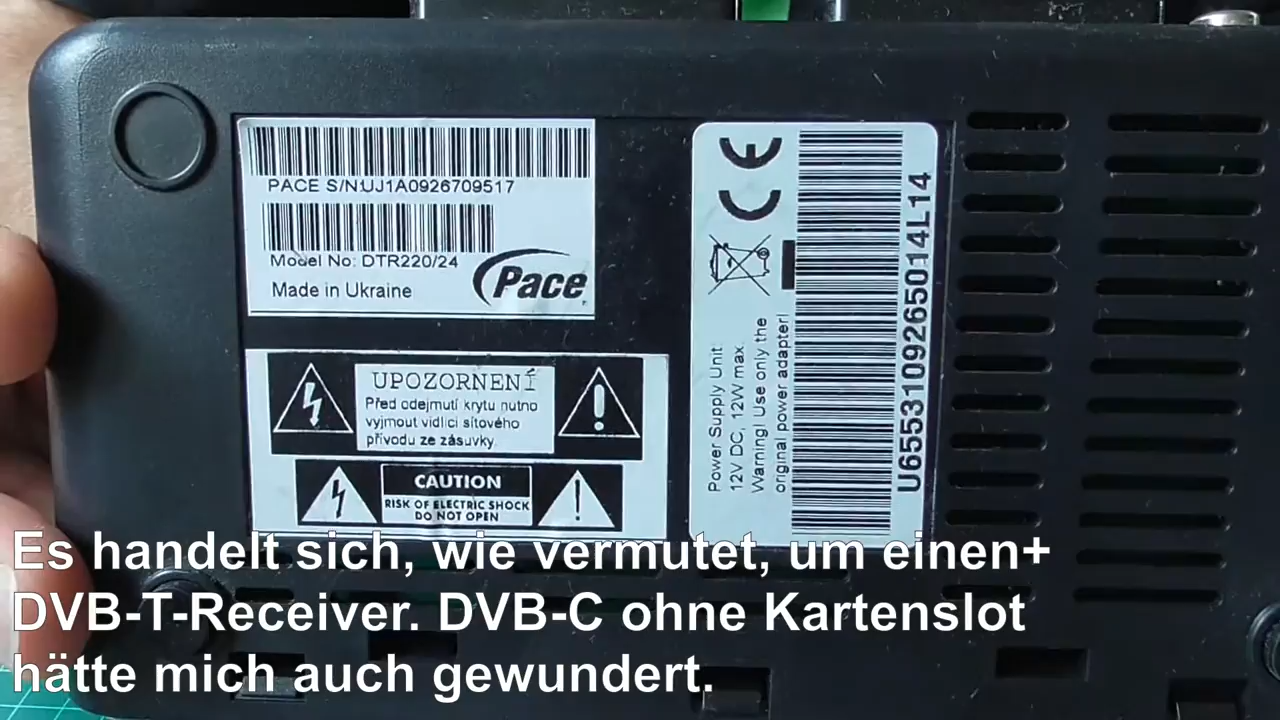 PACE S/N:UJ1A0926709517
Model No: DTR220/24
Made in Ukraine
Pace
UPOZORNENÍ
Před odejmutí krytu nutno
vyjmout vidlici sítového
přívodu ze zásuvky.
CAUTION
RISK OF ELECTRIC SHOCK
DO NOT OPEN
CE
Power Supply Unit:
12V DC, 12W max.
Warning! Use only the
original power adapter!
U6553109265014L14
Es handelt sich, wie vermutet, um einen+
DVB-T-Receiver. DVB-C ohne Kartenslot
hätte mich auch gewundert.